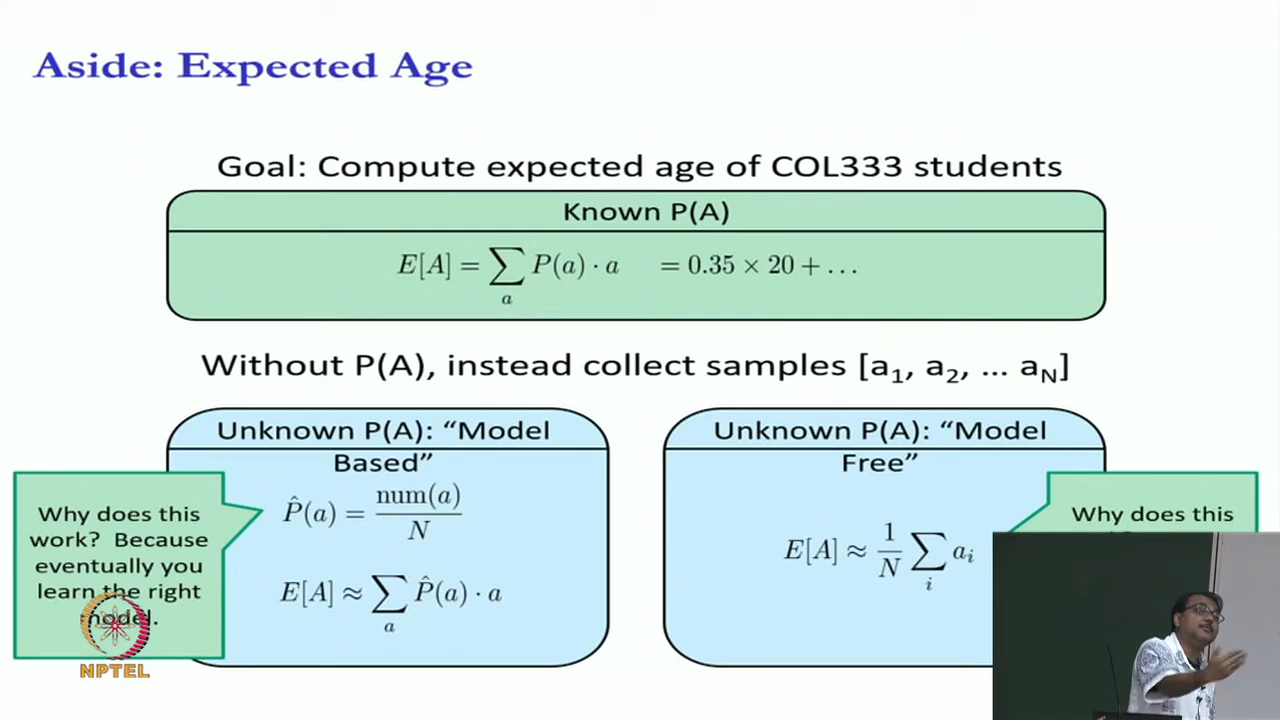 Aside: Expected Age
Goal: Compute expected age of COL333 students
Known P(A)
E[A] = ∑ₐ P(a) · a = 0.35 × 20 + …
Without P(A), instead collect samples [a₁, a₂, … a_N]
Unknown P(A): “Model
Based”
P̂(a) = num(a) / N
E[A] ≈ ∑ₐ P̂(a) · a
Why does this
work? Because
eventually you
learn the right
model.
Unknown P(A): “Model
Free”
E[A] ≈ 1/N ∑ᵢ aᵢ
Why does this
NPTEL